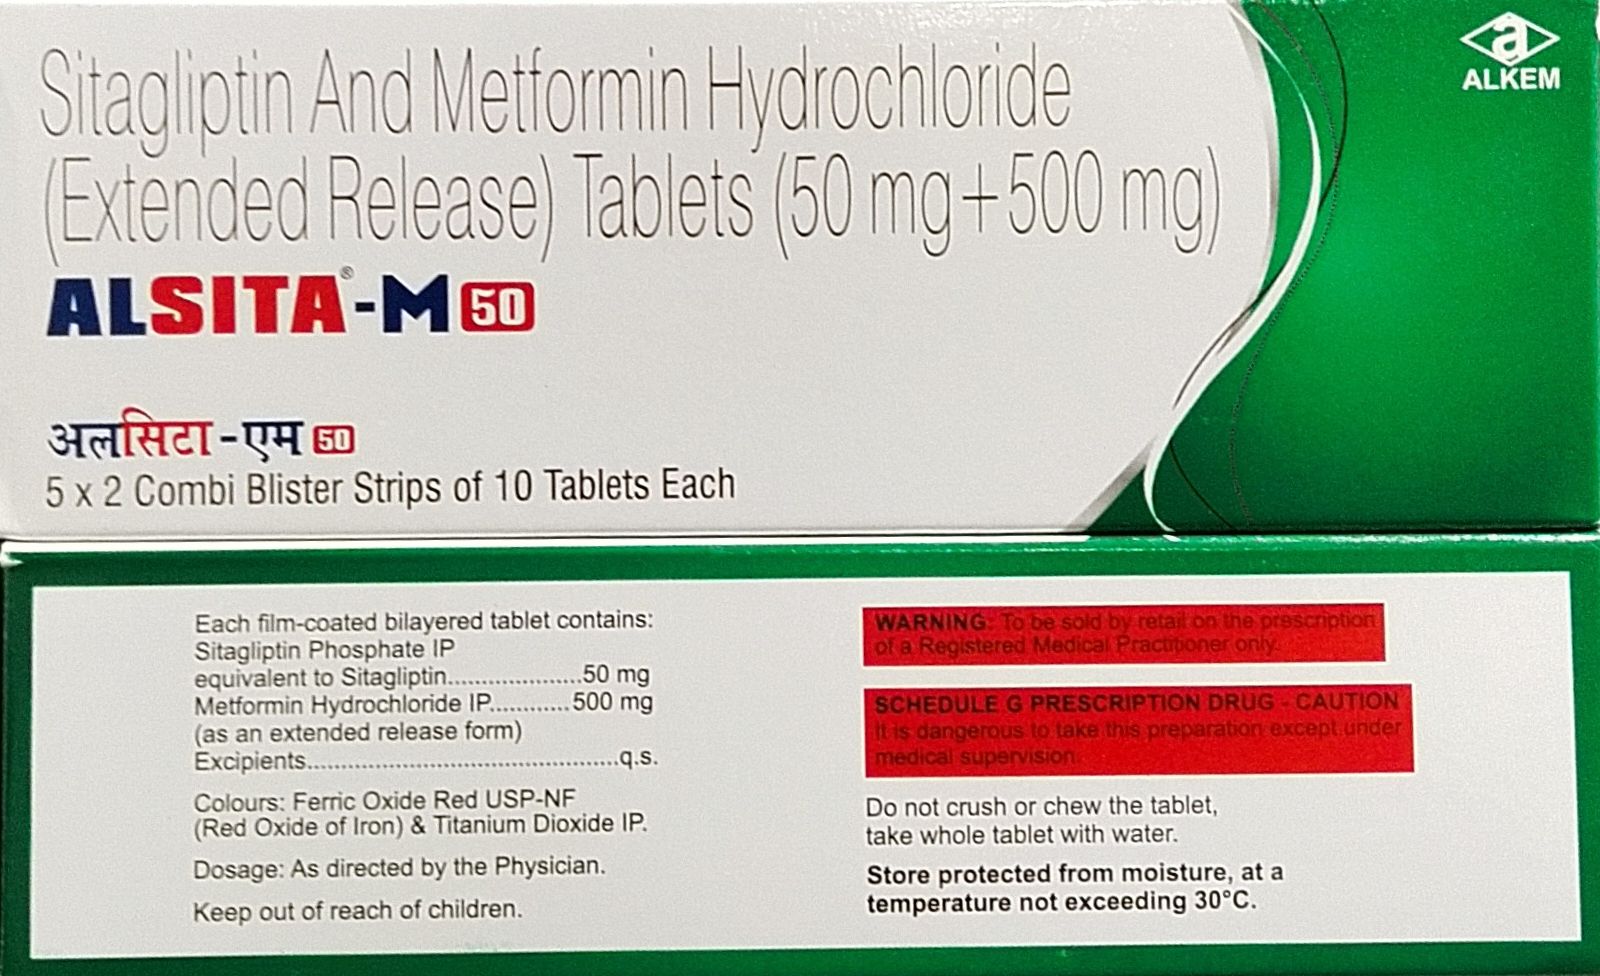 Sitagliptin And Metformin Hydrochloride
(Extended Release) Tablets (50 mg+500 mg)
ALSITA®-M 50
अलसिटा-एम 50
5 x 2 Combi Blister Strips of 10 Tablets Each
a
ALKEM
Each film-coated bilayered tablet contains:
Sitagliptin Phosphate IP
equivalent to Sitagliptin....................50 mg
Metformin Hydrochloride IP............500 mg
(as an extended release form)
Excipients..............................................q.s.
Colours: Ferric Oxide Red USP-NF
(Red Oxide of Iron) & Titanium Dioxide IP.
Dosage: As directed by the Physician.
Keep out of reach of children.
WARNING: To be sold by retail on the prescription
of a Registered Medical Practitioner only.
SCHEDULE G PRESCRIPTION DRUG - CAUTION
It is dangerous to take this preparation except under
medical supervision.
Do not crush or chew the tablet,
take whole tablet with water.
Store protected from moisture, at a
temperature not exceeding 30°C.